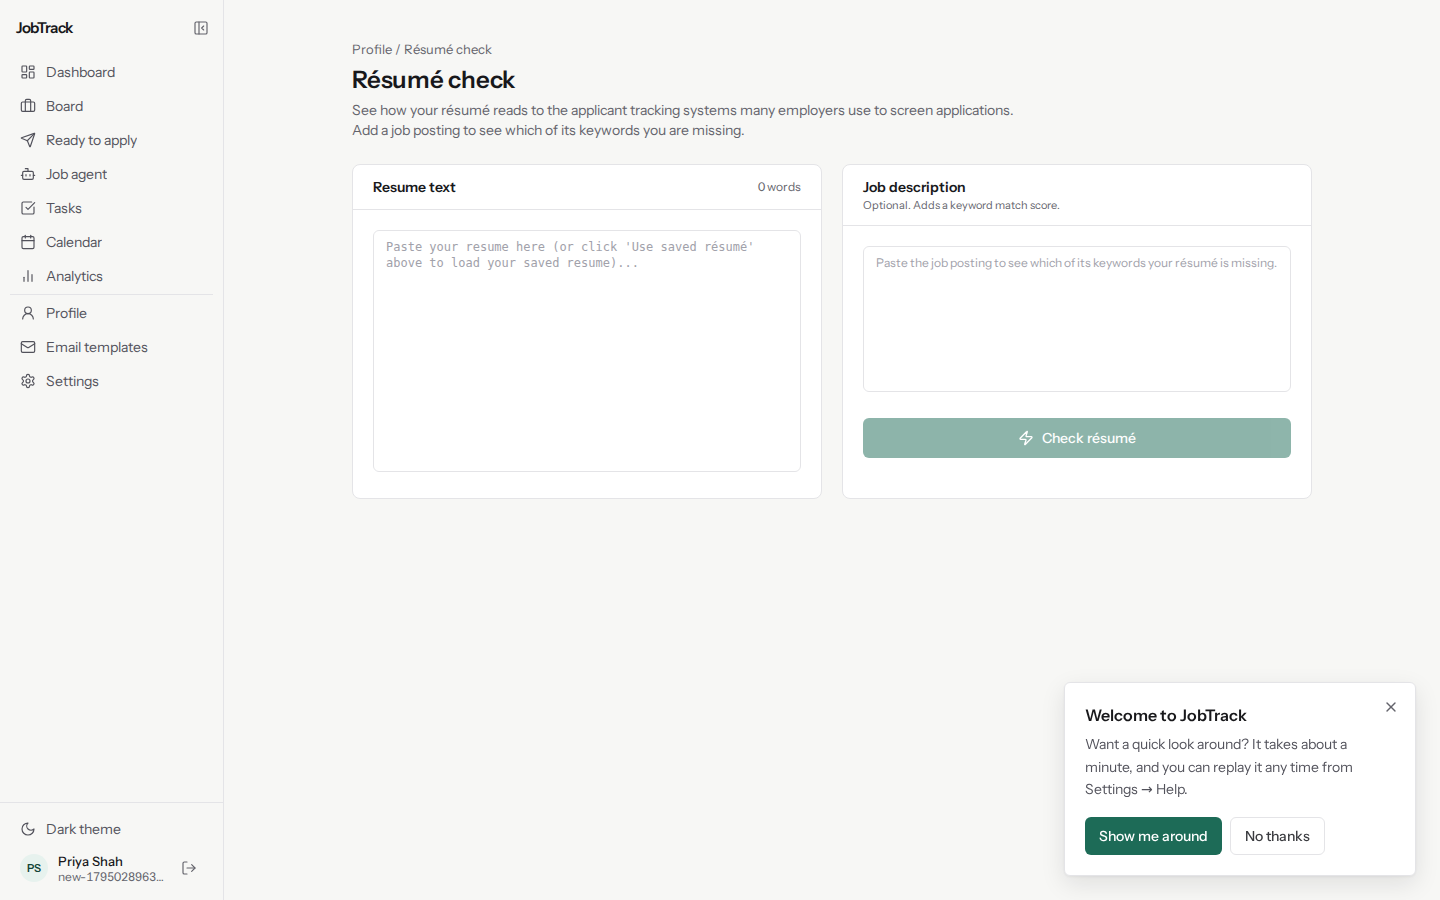 JobTrack
Dashboard
Board
Ready to apply
Job agent
Tasks
Calendar
Analytics
Profile
Email templates
Settings
Dark theme
PS
Priya Shah
new-1795028963...
Profile / Résumé check
Résumé check
See how your résumé reads to the applicant tracking systems many employers use to screen applications.
Add a job posting to see which of its keywords you are missing.
Resume text
0 words
Paste your resume here (or click 'Use saved résumé'
above to load your saved resume)...
Job description
Optional. Adds a keyword match score.
Paste the job posting to see which of its keywords your résumé is missing.
Check résumé
Welcome to JobTrack
Want a quick look around? It takes about a
minute, and you can replay it any time from
Settings → Help.
Show me around
No thanks